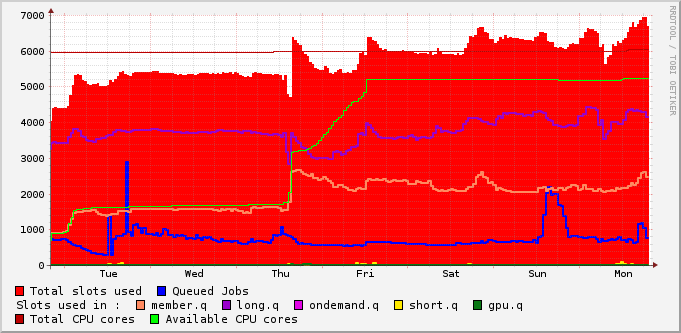 7000
6000
5000
4000
3000
2000
1000
0
Tue Wed Thu Fri Sat Sun Mon
RRDTOOL / TOBI OETIKER
Total slots used Queued Jobs
Slots used in : member.q long.q ondemand.q short.q gpu.q
Total CPU cores Available CPU cores